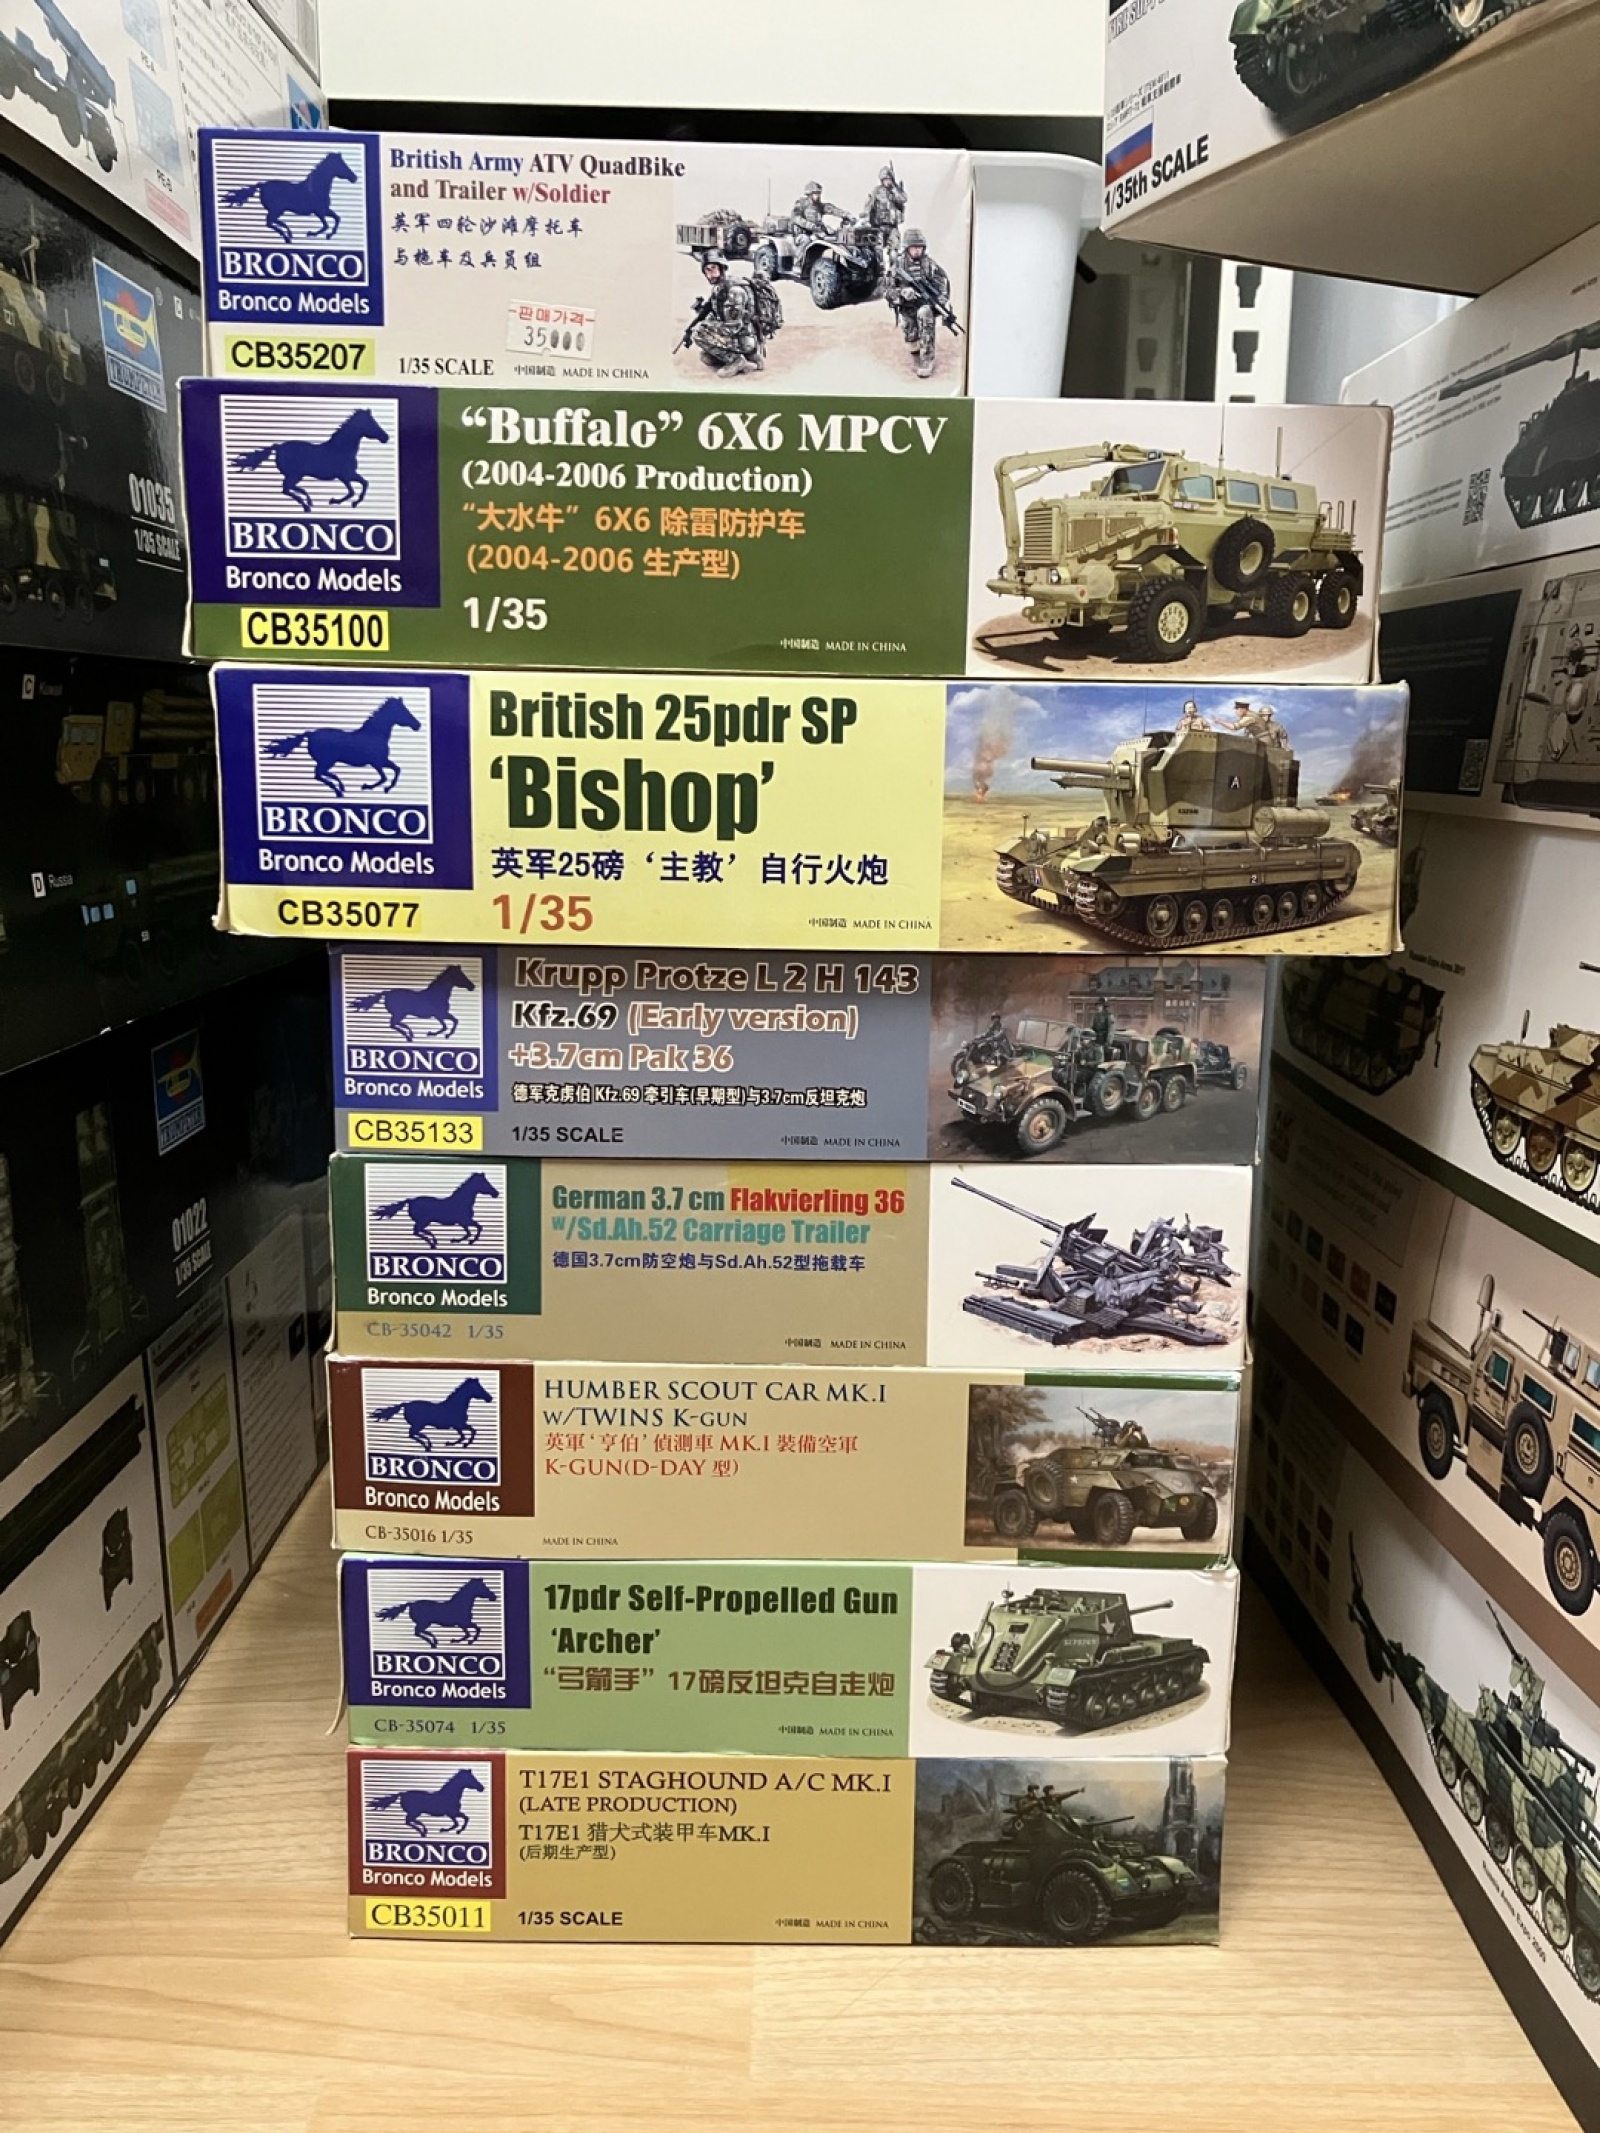 BRONCO
Bronco Models
CB35207
British Army ATV QuadBike
and Trailer w/Soldier
英军四轮沙滩摩托车
与拖车及兵员组
판매가격
35000
1/35 SCALE
中国制造 MADE IN CHINA
BRONCO
Bronco Models
CB35100
“Buffalo” 6X6 MPCV
(2004-2006 Production)
“大水牛” 6X6 除雷防护车
(2004-2006 生产型)
1/35
中国制造 MADE IN CHINA
BRONCO
Bronco Models
CB35077
British 25pdr SP
‘Bishop’
英军25磅 ‘主教’ 自行火炮
1/35
中国制造 MADE IN CHINA
BRONCO
Bronco Models
CB35133
Krupp Protze L 2 H 143
Kfz.69 (Early version)
+3.7cm Pak 36
德军克虏伯 Kfz.69 牵引车(早期型)与3.7cm反坦克炮
1/35 SCALE
中国制造 MADE IN CHINA
BRONCO
Bronco Models
CB-35042 1/35
German 3.7 cm Flakvierling 36
w/Sd.Ah.52 Carriage Trailer
德国3.7cm防空炮与Sd.Ah.52型拖载车
中国制造 MADE IN CHINA
BRONCO
Bronco Models
CB-35016 1/35
HUMBER SCOUT CAR MK.I
W/TWINS K-GUN
英軍‘亨伯’偵測車 MK.I 裝備空軍
K-GUN(D-DAY 型)
MADE IN CHINA
BRONCO
Bronco Models
CB-35074 1/35
17pdr Self-Propelled Gun
‘Archer’
“弓箭手” 17磅反坦克自走炮
中国制造 MADE IN CHINA
BRONCO
Bronco Models
CB35011
T17E1 STAGHOUND A/C MK.I
(LATE PRODUCTION)
T17E1 猎犬式装甲车MK.I
(后期生产型)
1/35 SCALE
中国制造 MADE IN CHINA
PE-A
PE-B
01035
1/35 SCALE
TRUMPETER
C Kuwait
D Russia
01022
1/35 SCALE
1/35th SCALE